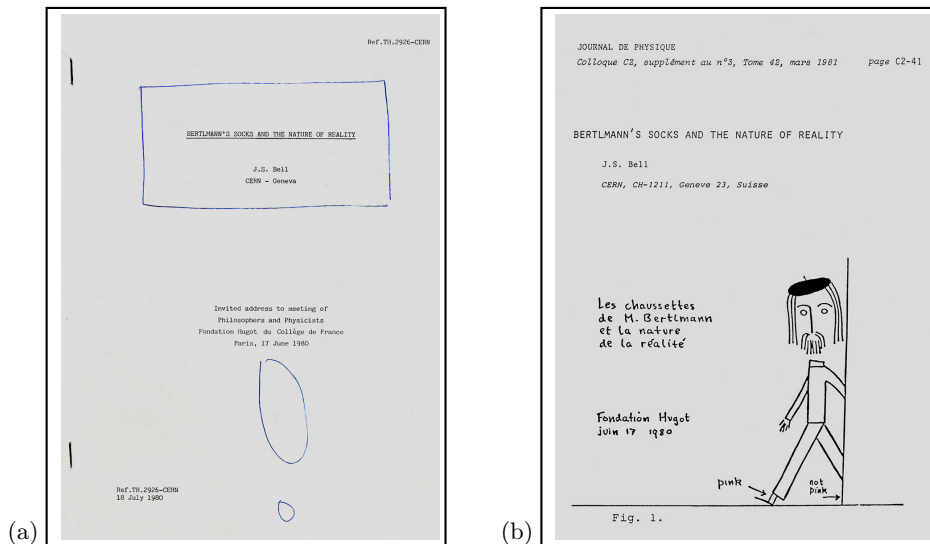 Ref.TH.2926-CERN
BERTLMANN'S SOCKS AND THE NATURE OF REALITY
J.S. Bell
CERN - Geneva
Invited address to meeting of
Philosophers and Physicists
Fondation Hugot du Collège de France
Paris, 17 June 1980
Ref.TH.2926-CERN
18 July 1980
(a)
JOURNAL DE PHYSIQUE
Colloque C2, supplément au n°3, Tome 42, mars 1981 page C2-41
BERTLMANN'S SOCKS AND THE NATURE OF REALITY
J.S. Bell
CERN, CH-1211, Geneve 23, Suisse
Les chaussettes
de M. Bertlmann
et la nature
de la réalité
Fondation Hugot
juin 17 1980
pink
not
pink
Fig. 1.
(b)